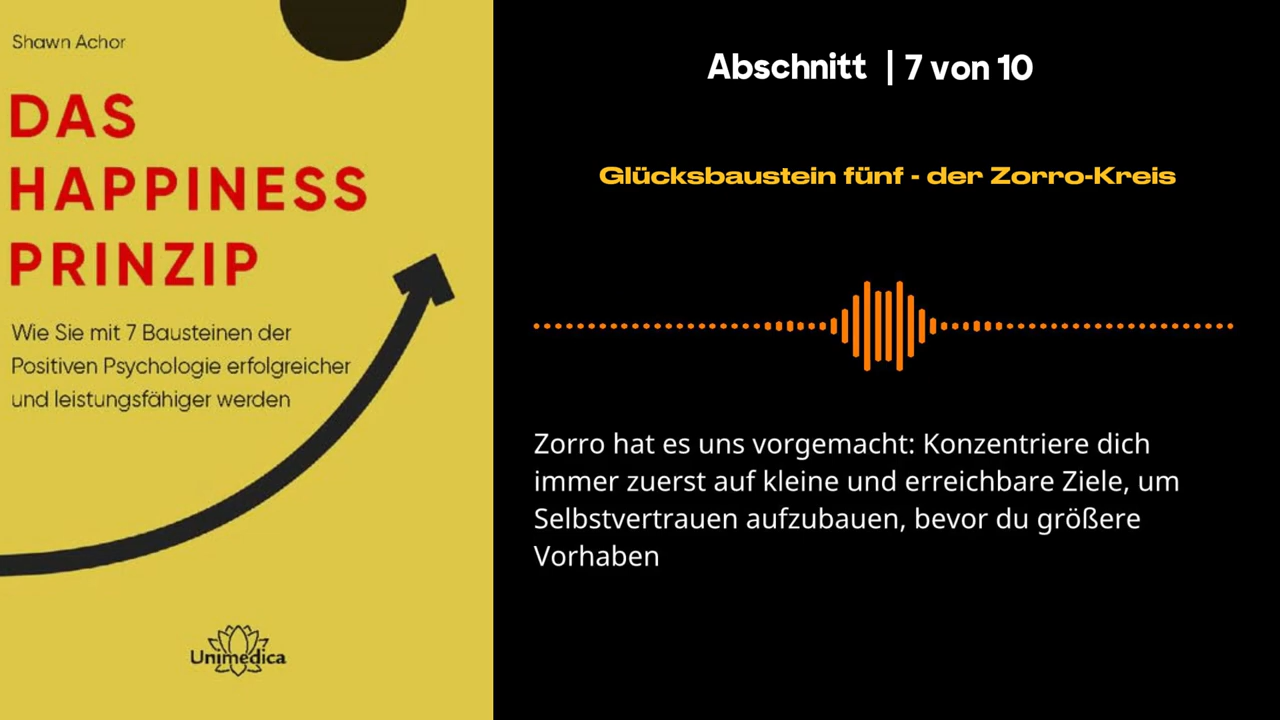 Shawn Achor
DAS
HAPPINESS
PRINZIP
Wie Sie mit 7 Bausteinen der
Positiven Psychologie erfolgreicher
und leistungsfähiger werden
Unimedica
Abschnitt | 7 von 10
Glücksbaustein fünf - der Zorro-Kreis
Zorro hat es uns vorgemacht: Konzentriere dich
immer zuerst auf kleine und erreichbare Ziele, um
Selbstvertrauen aufzubauen, bevor du größere
Vorhaben